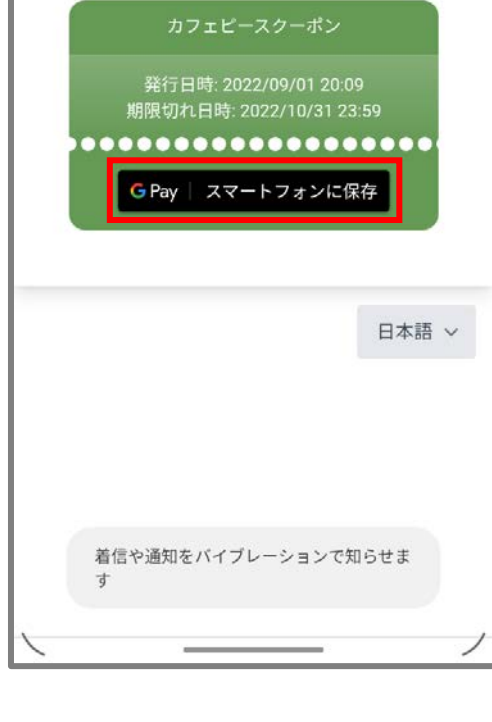 カフェピースクーポン
発行日時: 2022/09/01 20:09
期限切れ日時: 2022/10/31 23:59
G Pay | スマートフォンに保存
日本語
着信や通知をバイブレーションで知らせま
す